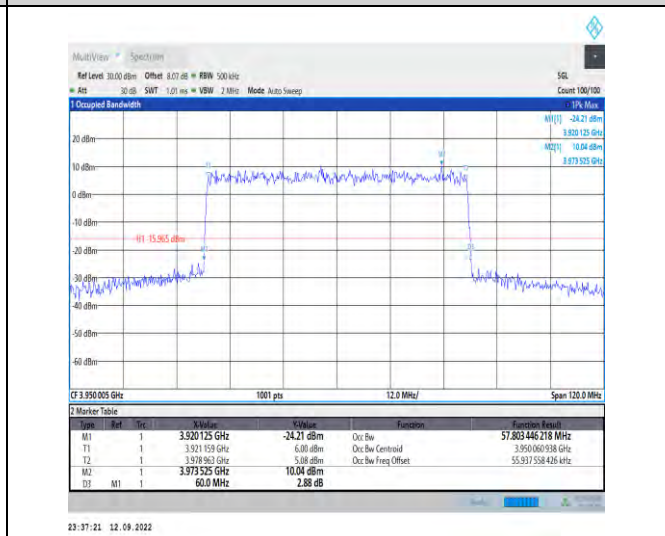 MultiView Spectrum
Ref Level 30.00 dBm Offset 8.07 dB RBW 500 kHz SGL
Att 30 dB SWT 1.01 ms VBW 2 MHz Mode Auto Sweep Count 100/100
1 Occupied Bandwidth 1Pk Max
M1[1] -24.21 dBm
3.920 125 GHz
M2[1] 10.04 dBm
3.973 525 GHz
20 dBm
10 dBm
0 dBm
-10 dBm
H1 -15.965 dBm
-20 dBm
-30 dBm
-40 dBm
-50 dBm
-60 dBm
CF 3.950 005 GHz 1001 pts 12.0 MHz/ Span 120.0 MHz
2 Marker Table
Type Ref Trc X-Value Y-Value Function Function Result
M1 1 3.920 125 GHz -24.21 dBm Occ Bw 57.803 446 218 MHz
T1 1 3.921 159 GHz 6.00 dBm Occ Bw Centroid 3.950 060 938 GHz
T2 1 3.978 963 GHz 5.08 dBm Occ Bw Freq Offset 55.937 558 426 kHz
M2 1 3.973 525 GHz 10.04 dBm
D3 M1 1 60.0 MHz 2.88 dB
23:37:21 12.09.2022